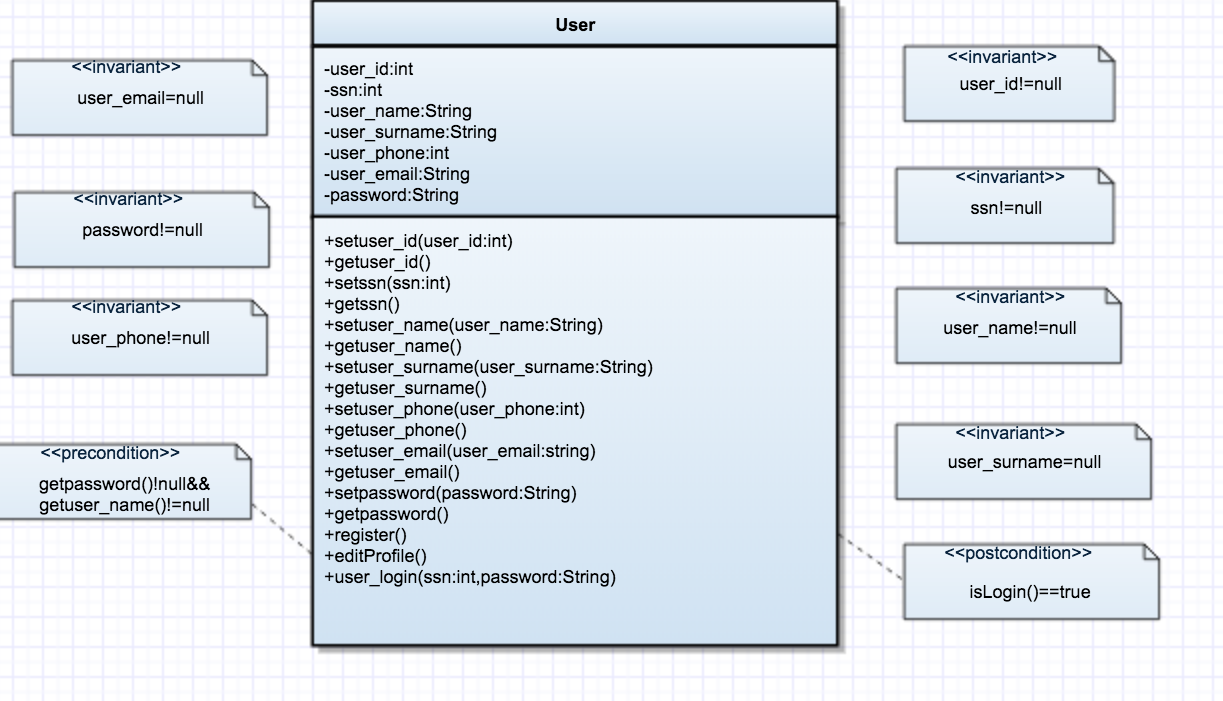 User
-user_id:int
-ssn:int
-user_name:String
-user_surname:String
-user_phone:int
-user_email:String
-password:String
+setuser_id(user_id:int)
+getuser_id()
+setssn(ssn:int)
+getssn()
+setuser_name(user_name:String)
+getuser_name()
+setuser_surname(user_surname:String)
+getuser_surname()
+setuser_phone(user_phone:int)
+getuser_phone()
+setuser_email(user_email:string)
+getuser_email()
+setpassword(password:String)
+getpassword()
+register()
+editProfile()
+user_login(ssn:int,password:String)
<<invariant>>
user_email=null
<<invariant>>
password!=null
<<invariant>>
user_phone!=null
<<precondition>>
getpassword()!null&&
getuser_name()!=null
<<invariant>>
user_id!=null
<<invariant>>
ssn!=null
<<invariant>>
user_name!=null
<<invariant>>
user_surname=null
<<postcondition>>
isLogin()==true